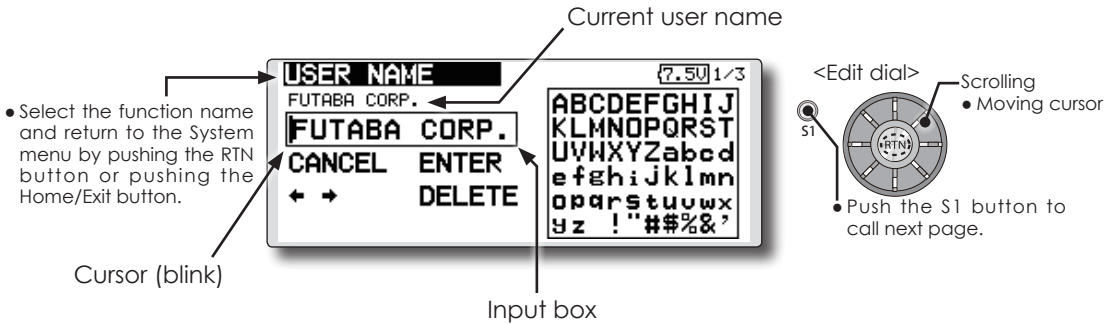 Current user name
● Select the function name
and return to the System
menu by pushing the RTN
button or pushing the
Home/Exit button.
USER NAME
7.5V 1/3
FUTABA CORP.
FUTABA CORP.
CANCEL ENTER
← → DELETE
ABCDEFGHIJ
KLMNOPQRST
UVWXYZabcd
efghijklmn
opqrstuvwx
yz !"#$%&’
<Edit dial>
S1
RTN
Scrolling
● Moving cursor
● Push the S1 button to
call next page.
Cursor (blink)
Input box